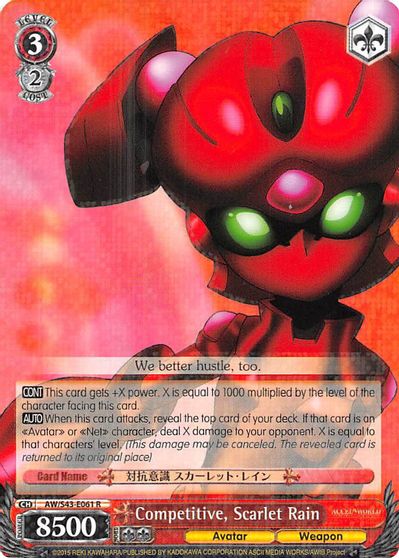 LEVEL
3
2
COST
We better hustle, too.
CONT This card gets +X power. X is equal to 1000 multiplied by the level of the
character facing this card.
AUTO When this card attacks, reveal the top card of your deck. If that card is an
«Avatar» or «Net» character, deal X damage to your opponent. X is equal to
that characters' level. (This damage may be canceled. The revealed card is
returned to its original place)
Card Name 対抗意識 スカーレット・レイン
CH AW/S43-E061 R
POWER 8500 SOUL Competitive, Scarlet Rain ACCEL WORLD
Avatar Weapon
©2015 REKI KAWAHARA/PUBLISHED BY KADOKAWA CORPORATION ASCII MEDIA WORKS/AWIB Project